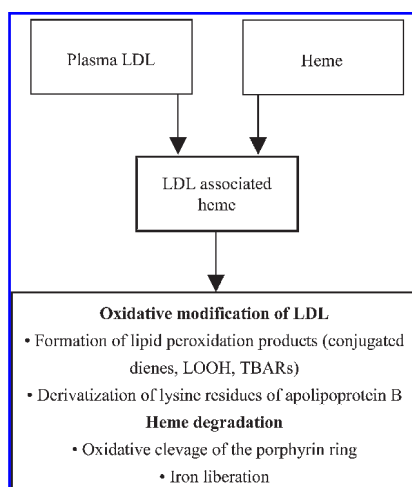 Plasma LDL
Heme
LDL associated
heme
Oxidative modification of LDL
• Formation of lipid peroxidation products (conjugated
dienes, LOOH, TBARs)
• Derivatization of lysine residues of apolipoprotein B
Heme degradation
• Oxidative clevage of the porphyrin ring
• Iron liberation